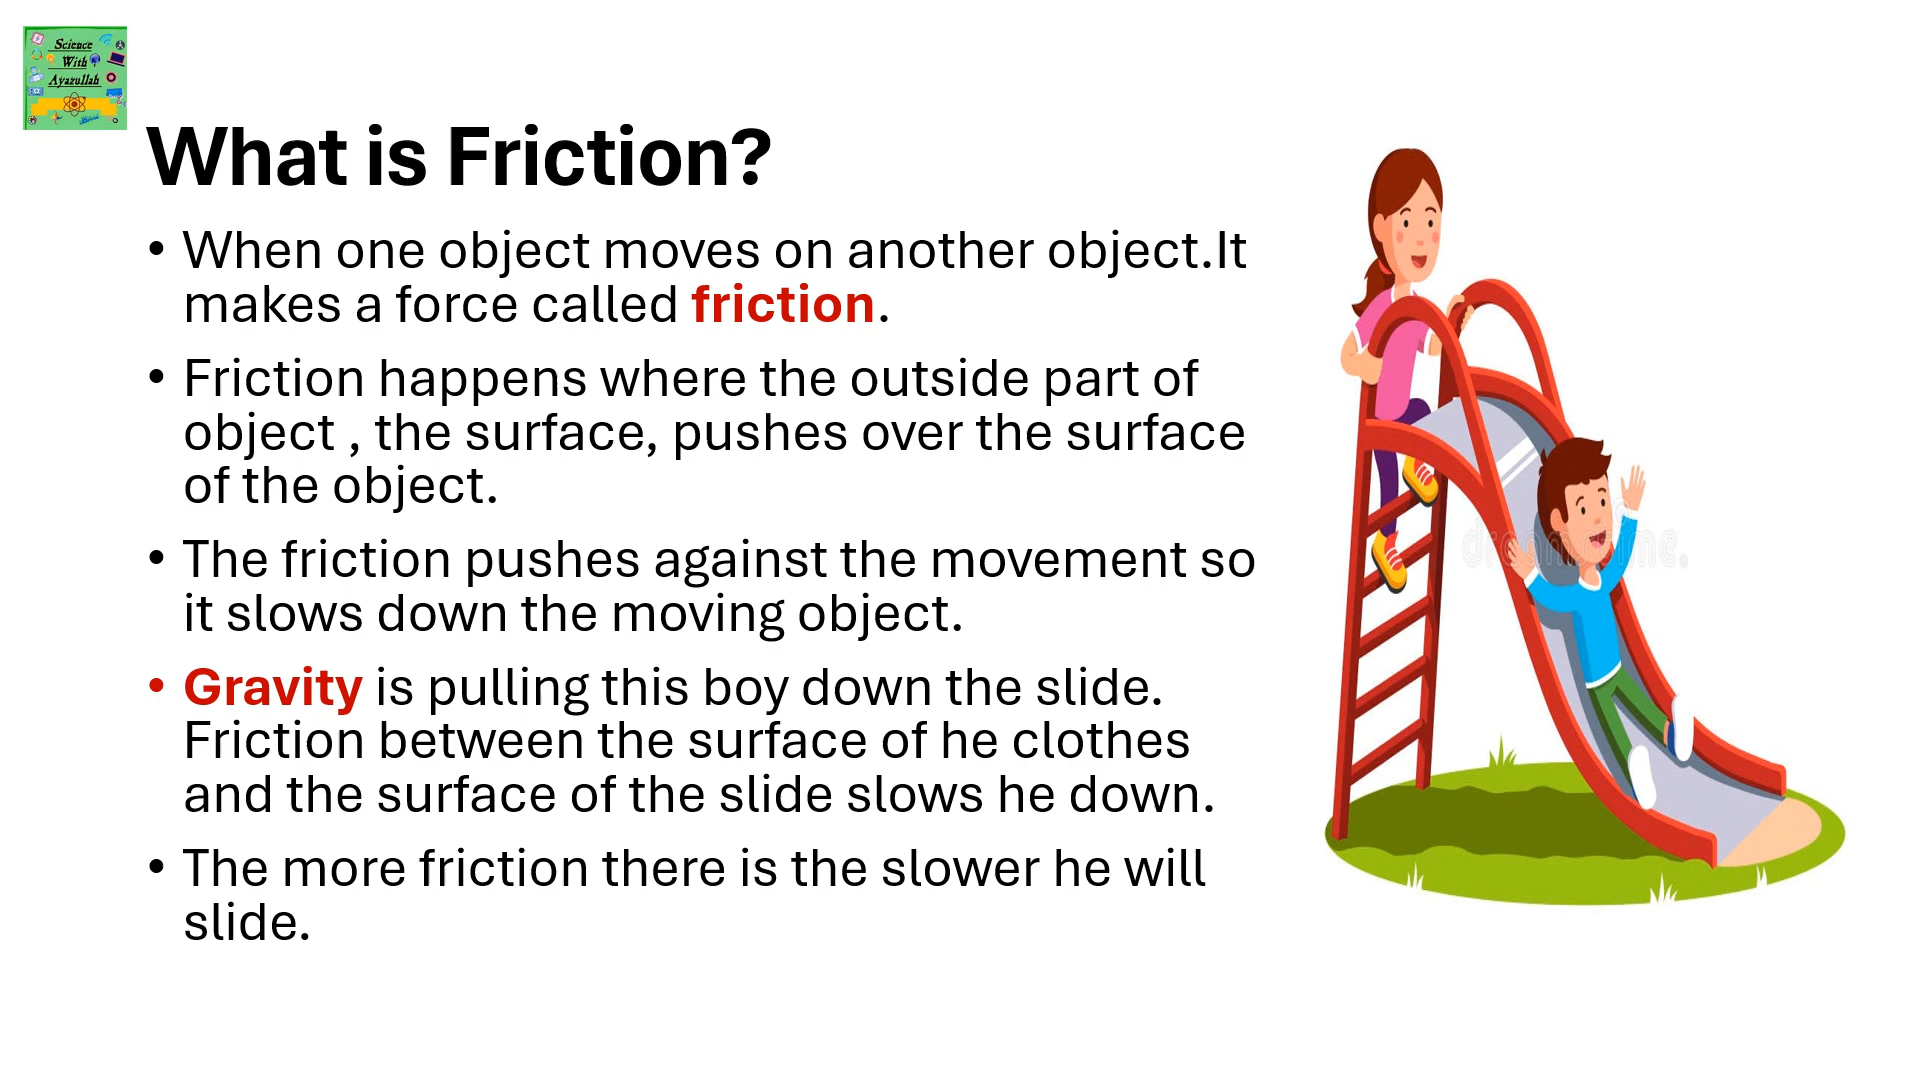 Science
With
Ayazullah
What is Friction?
• When one object moves on another object.It
makes a force called friction.
• Friction happens where the outside part of
object , the surface, pushes over the surface
of the object.
• The friction pushes against the movement so
it slows down the moving object.
• Gravity is pulling this boy down the slide.
Friction between the surface of he clothes
and the surface of the slide slows he down.
• The more friction there is the slower he will
slide.
dreamstime.